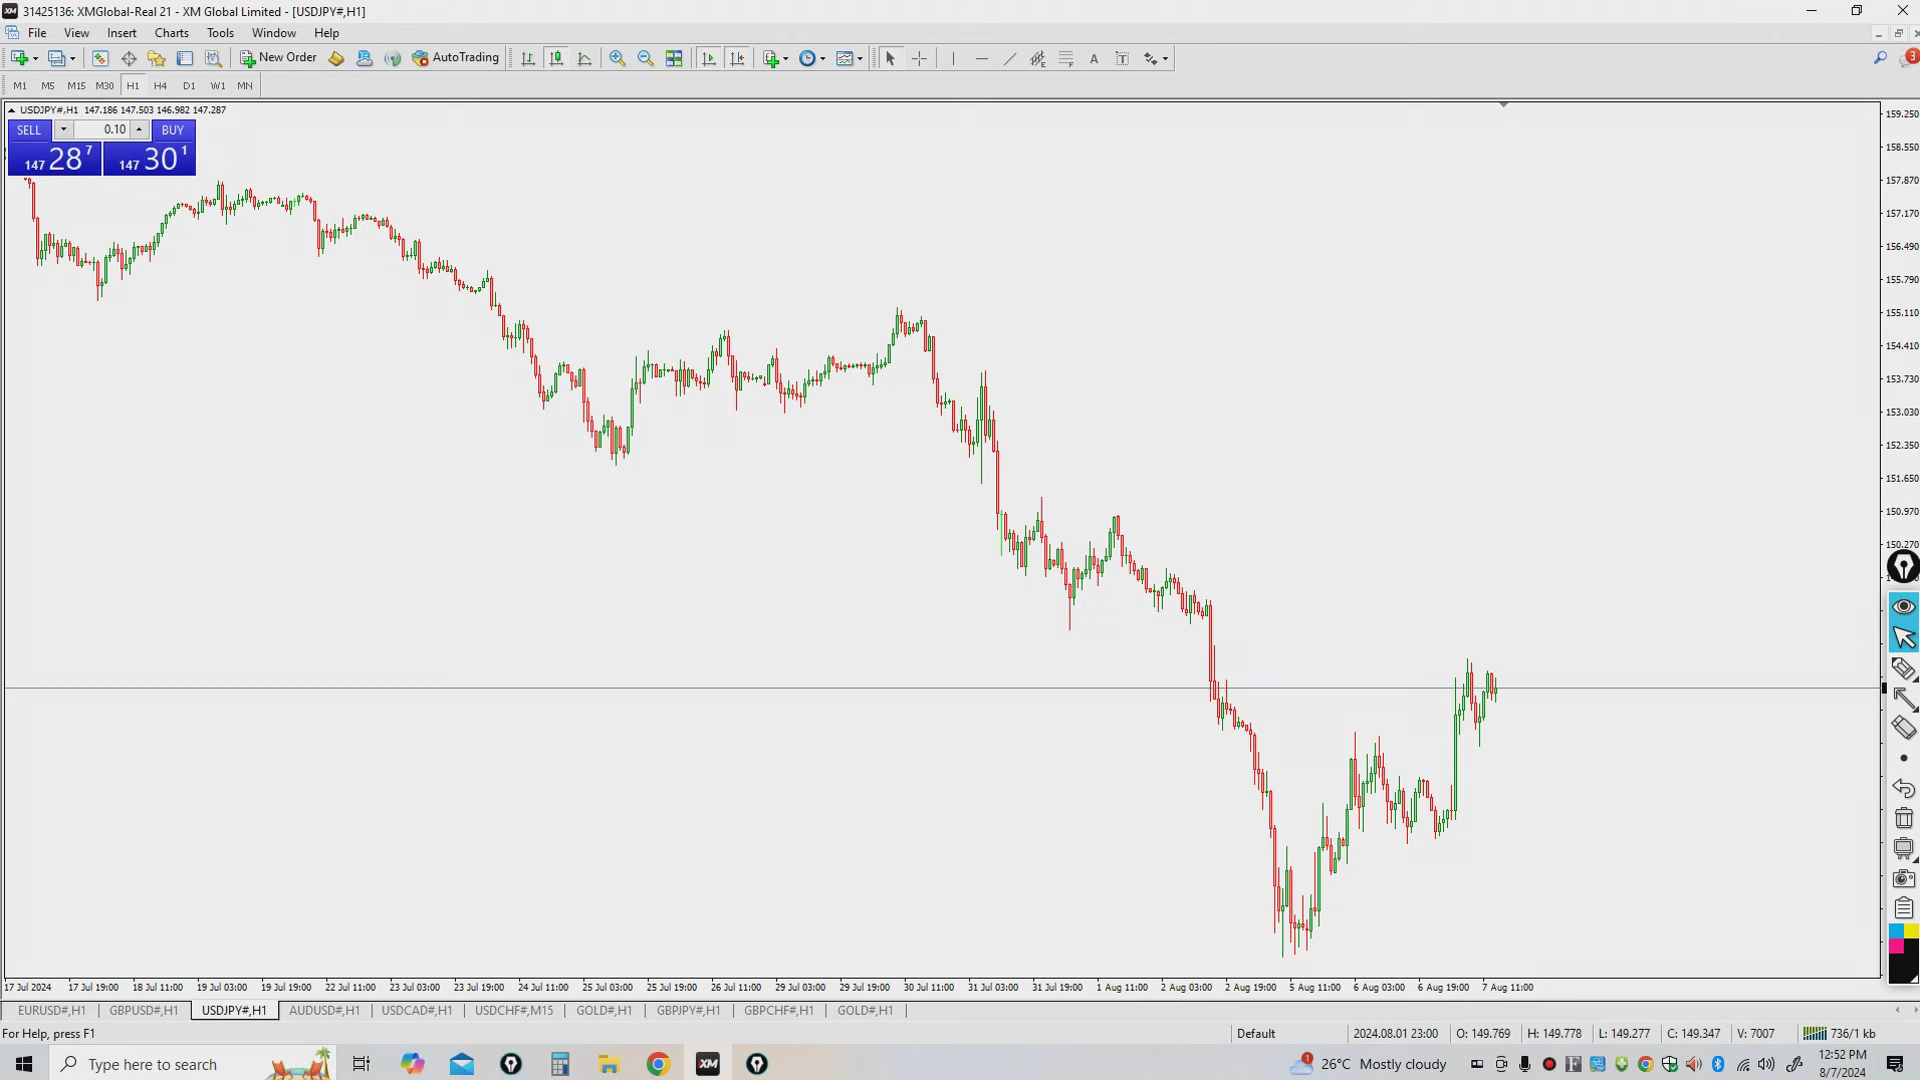 31425136: XMGlobal-Real 21 - XM Global Limited - [USDJPY#,H1]
File View Insert Charts Tools Window Help
New Order AutoTrading
3
M1 M5 M15 M30 H1 H4 D1 W1 MN
USDJPY#,H1 147.186 147.503 146.982 147.287
SELL 0.10 BUY
147 28 7 147 30 1
159.250
158.550
157.870
157.170
156.490
155.790
155.110
154.410
153.730
153.030
152.350
151.650
150.970
150.270
17 Jul 2024 17 Jul 19:00 18 Jul 11:00 19 Jul 03:00 19 Jul 19:00 22 Jul 11:00 23 Jul 03:00 23 Jul 19:00 24 Jul 11:00 25 Jul 03:00 25 Jul 19:00 26 Jul 11:00 29 Jul 03:00 29 Jul 19:00 30 Jul 11:00 31 Jul 03:00 31 Jul 19:00 1 Aug 11:00 2 Aug 03:00 2 Aug 19:00 5 Aug 11:00 6 Aug 03:00 6 Aug 19:00 7 Aug 11:00
EURUSD#,H1 GBPUSD#,H1 USDJPY#,H1 AUDUSD#,H1 USDCAD#,H1 USDCHF#,M15 GOLD#,H1 GBPJPY#,H1 GBPCHF#,H1 GOLD#,H1
For Help, press F1 Default 2024.08.01 23:00 O: 149.769 H: 149.778 L: 149.277 C: 149.347 V: 7007 736/1 kb
Type here to search XM 26°C Mostly cloudy 12:52 PM
8/7/2024